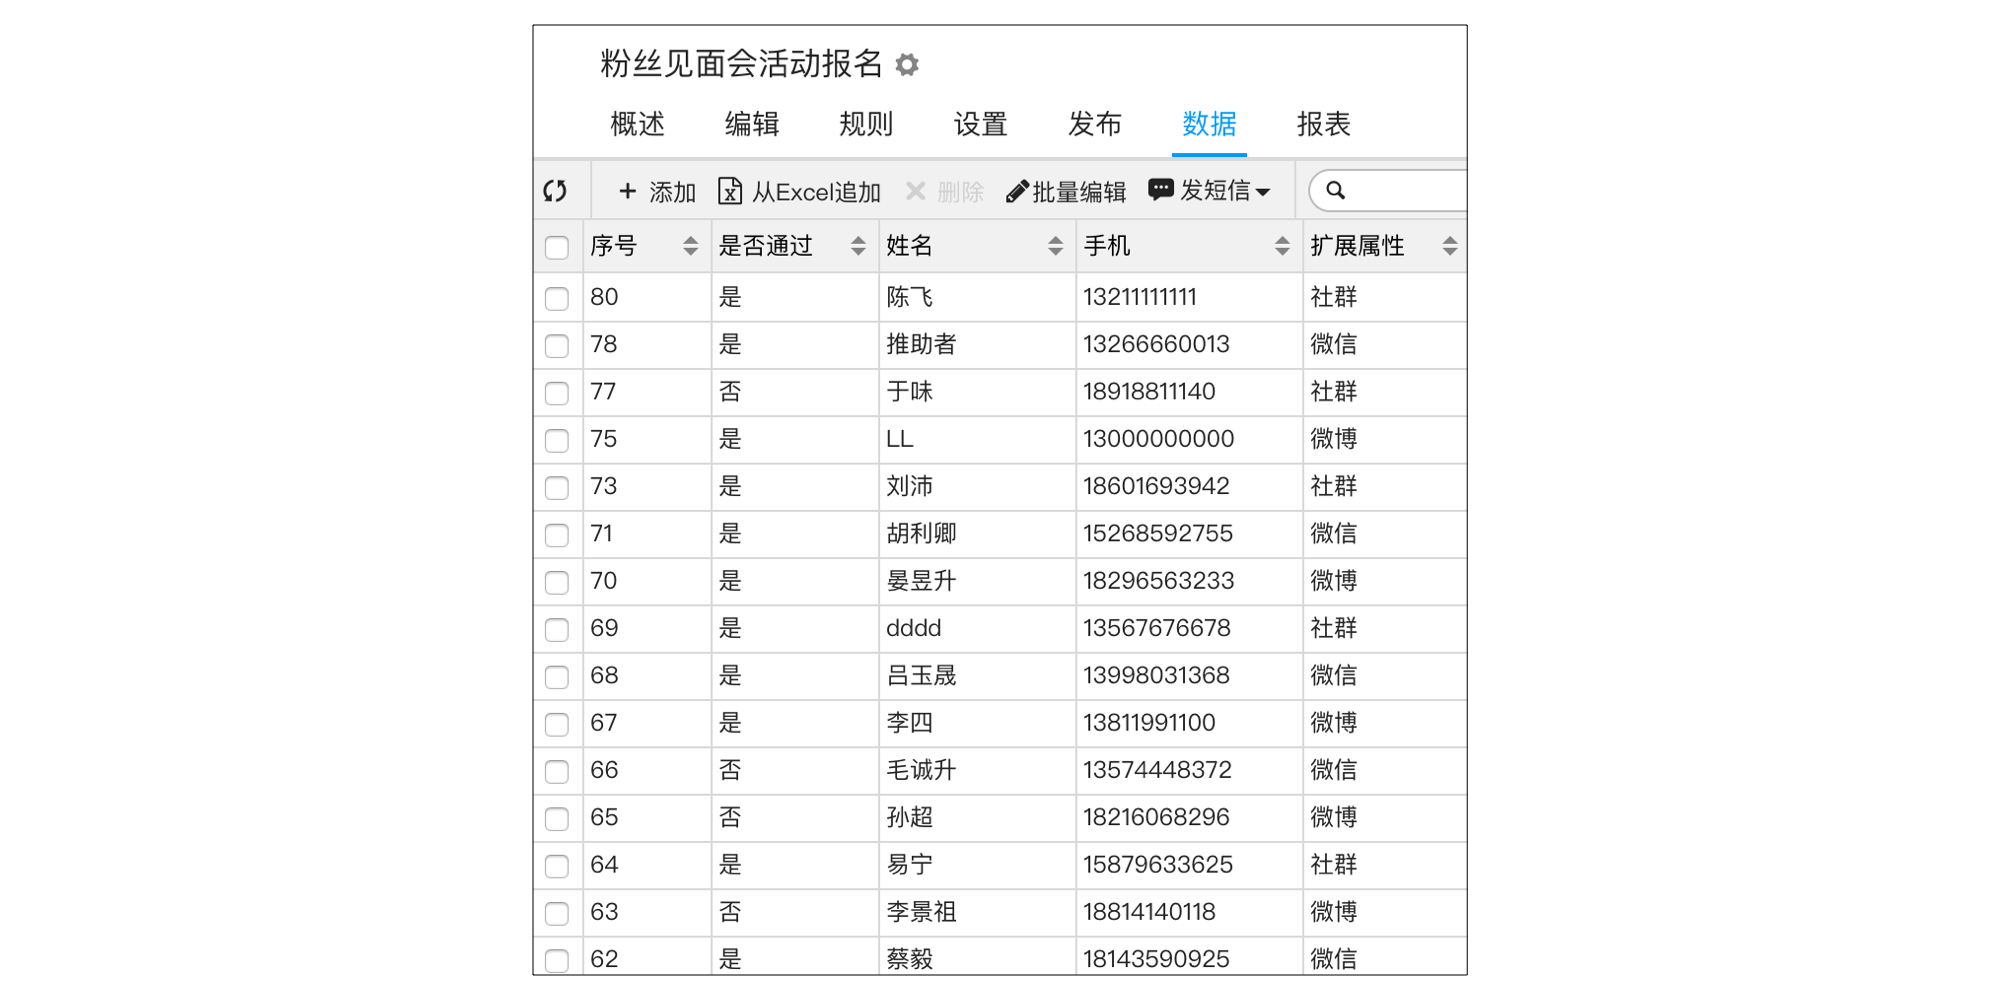 粉丝见面会活动报名
概述 编辑 规则 设置 发布 数据 报表
+ 添加 从Excel追加 删除 批量编辑 发短信
序号 是否通过 姓名 手机 扩展属性
80 是 陈飞 13211111111 社群
78 是 推助者 13266660013 微信
77 否 于味 18918811140 社群
75 是 LL 13000000000 微博
73 是 刘沛 18601693942 社群
71 是 胡利卿 15268592755 微信
70 是 晏昱升 18296563233 微博
69 是 dddd 13567676678 社群
68 是 吕玉晟 13998031368 微信
67 是 李四 13811991100 微博
66 否 毛诚升 13574448372 微信
65 否 孙超 18216068296 微博
64 是 易宁 15879633625 社群
63 否 李景祖 18814140118 微博
62 是 蔡毅 18143590925 微信